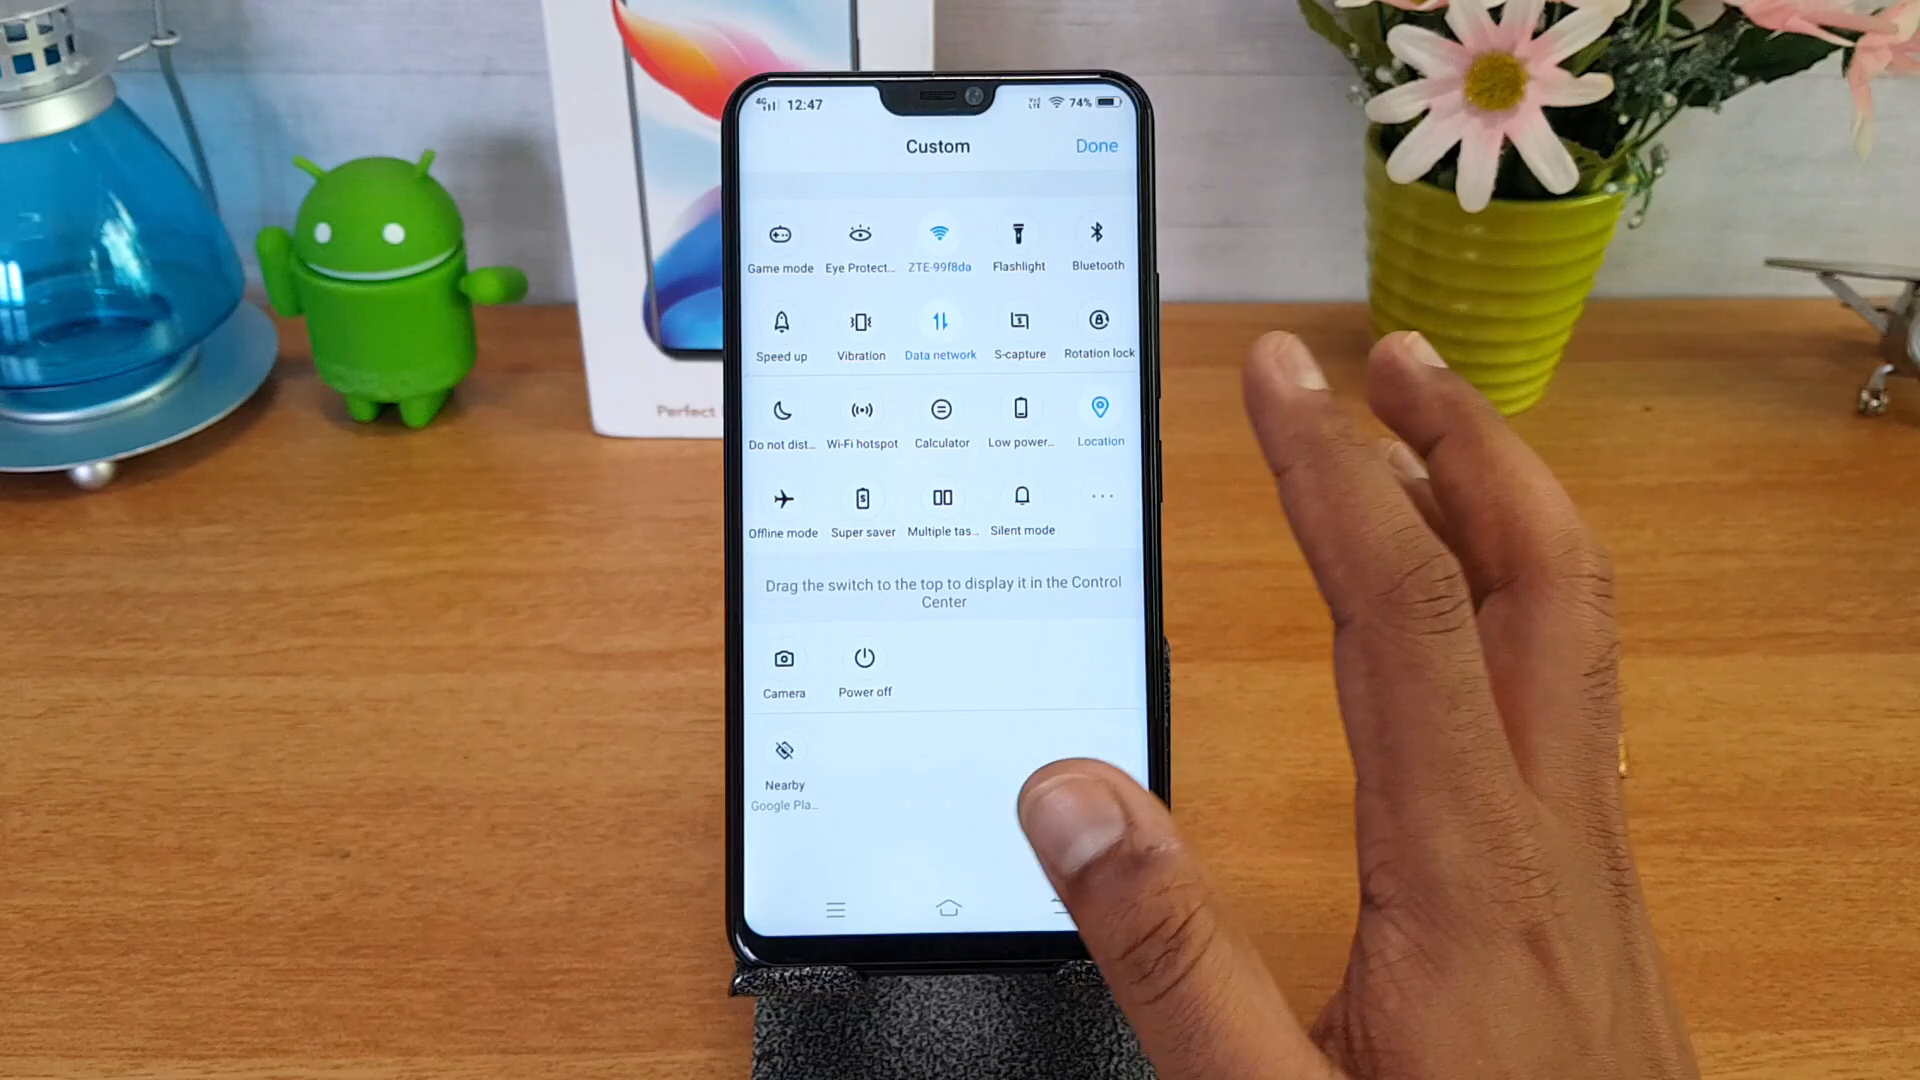 4G 12:47 74%
Custom Done
Game mode Eye Protect... ZTE-99f8da Flashlight Bluetooth
Speed up Vibration Data network S-capture Rotation lock
Do not dist... Wi-Fi hotspot Calculator Low power... Location
Offline mode Super saver Multiple tas... Silent mode
Drag the switch to the top to display it in the Control
Center
Camera Power off
Nearby
Google Pla...
Perfect